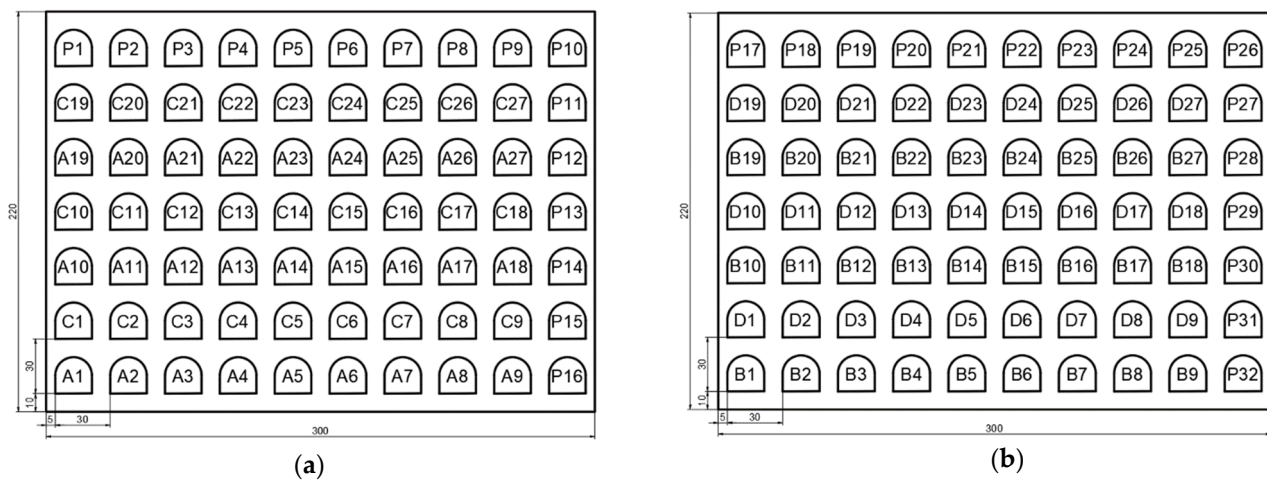 P1 P2 P3 P4 P5 P6 P7 P8 P9 P10
C19 C20 C21 C22 C23 C24 C25 C26 C27 P11
A19 A20 A21 A22 A23 A24 A25 A26 A27 P12
C10 C11 C12 C13 C14 C15 C16 C17 C18 P13
220
A10 A11 A12 A13 A14 A15 A16 A17 A18 P14
C1 C2 C3 C4 C5 C6 C7 C8 C9 P15
30
A1 A2 A3 A4 A5 A6 A7 A8 A9 P16
10
5 30
300
(a)
P17 P18 P19 P20 P21 P22 P23 P24 P25 P26
D19 D20 D21 D22 D23 D24 D25 D26 D27 P27
B19 B20 B21 B22 B23 B24 B25 B26 B27 P28
D10 D11 D12 D13 D14 D15 D16 D17 D18 P29
220
B10 B11 B12 B13 B14 B15 B16 B17 B18 P30
D1 D2 D3 D4 D5 D6 D7 D8 D9 P31
30
B1 B2 B3 B4 B5 B6 B7 B8 B9 P32
10
5 30
300
(b)